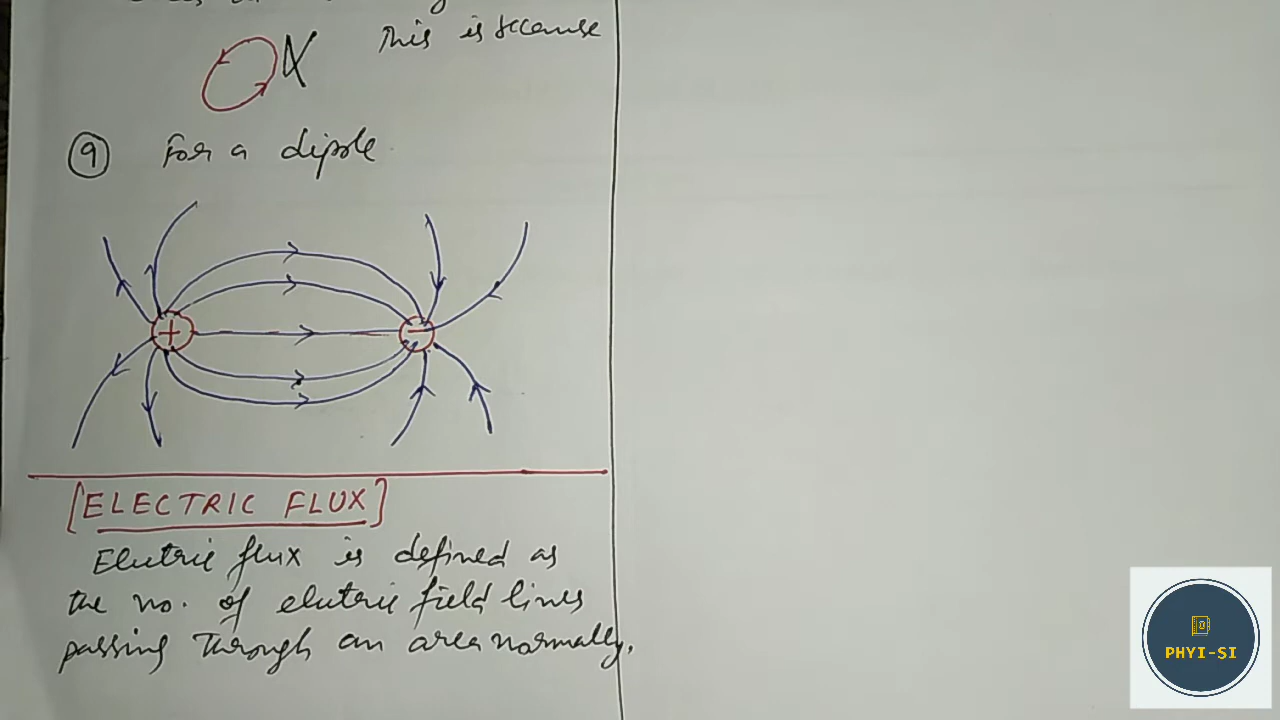 This is because
9 For a dipole
+ −
[ELECTRIC FLUX]
Electric flux is defined as
the no. of electric field lines
passing through an area normally.
PHYI-SI